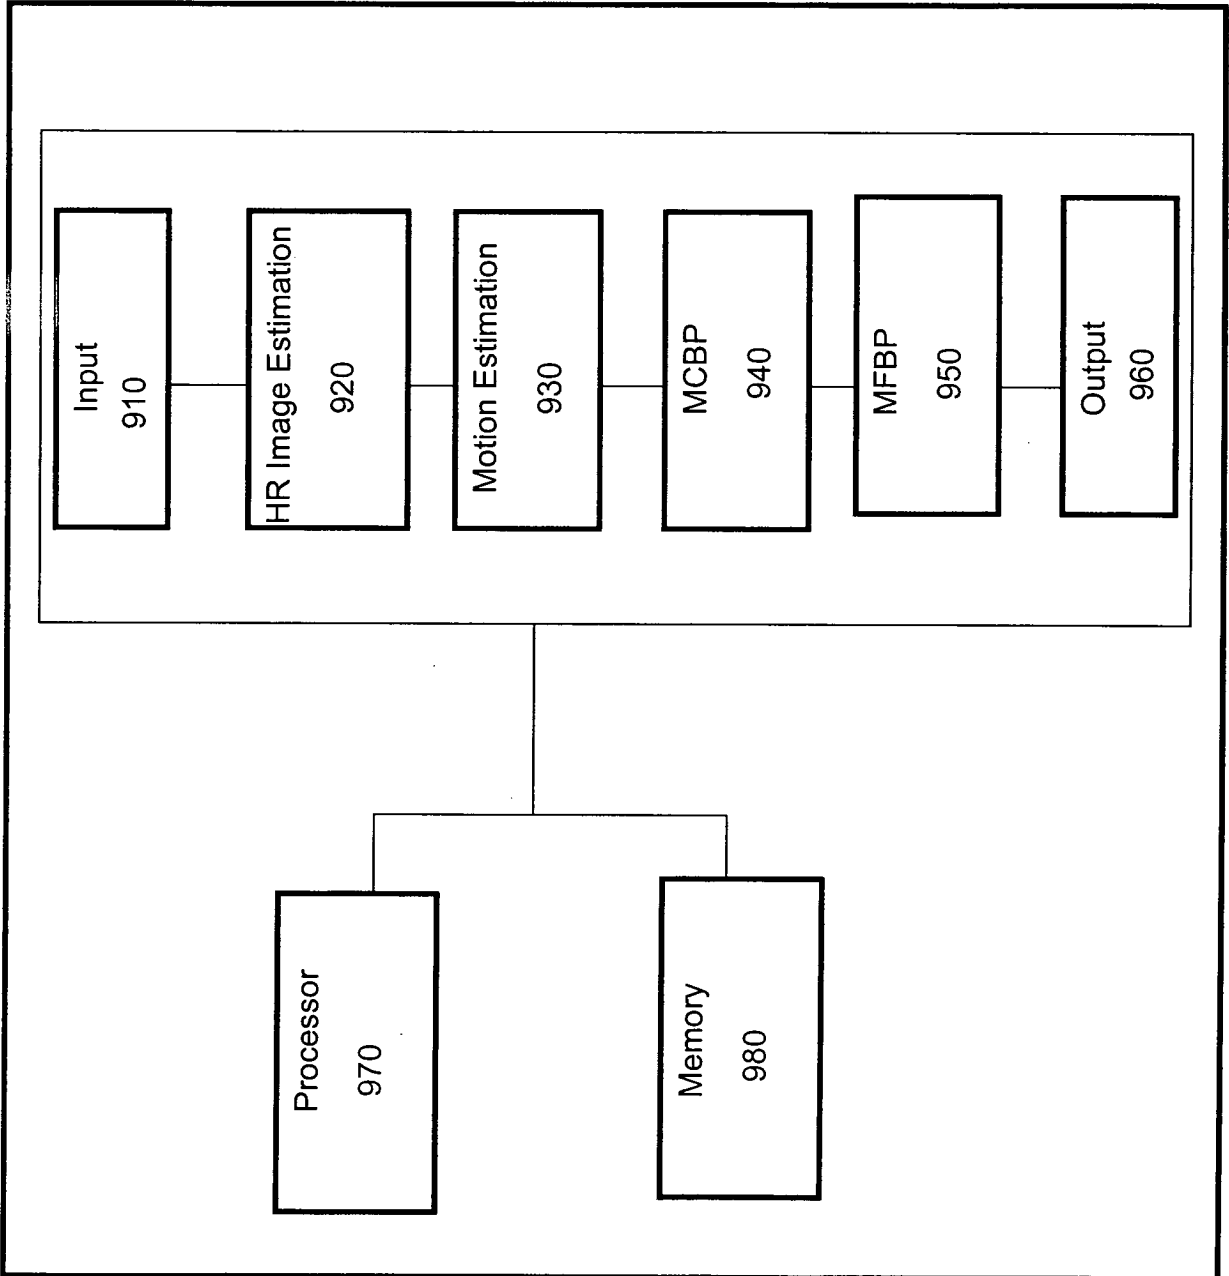 Input
910
HR Image Estimation
920
Motion Estimation
930
MCBP
940
MFBP
950
Output
960
Processor
970
Memory
980